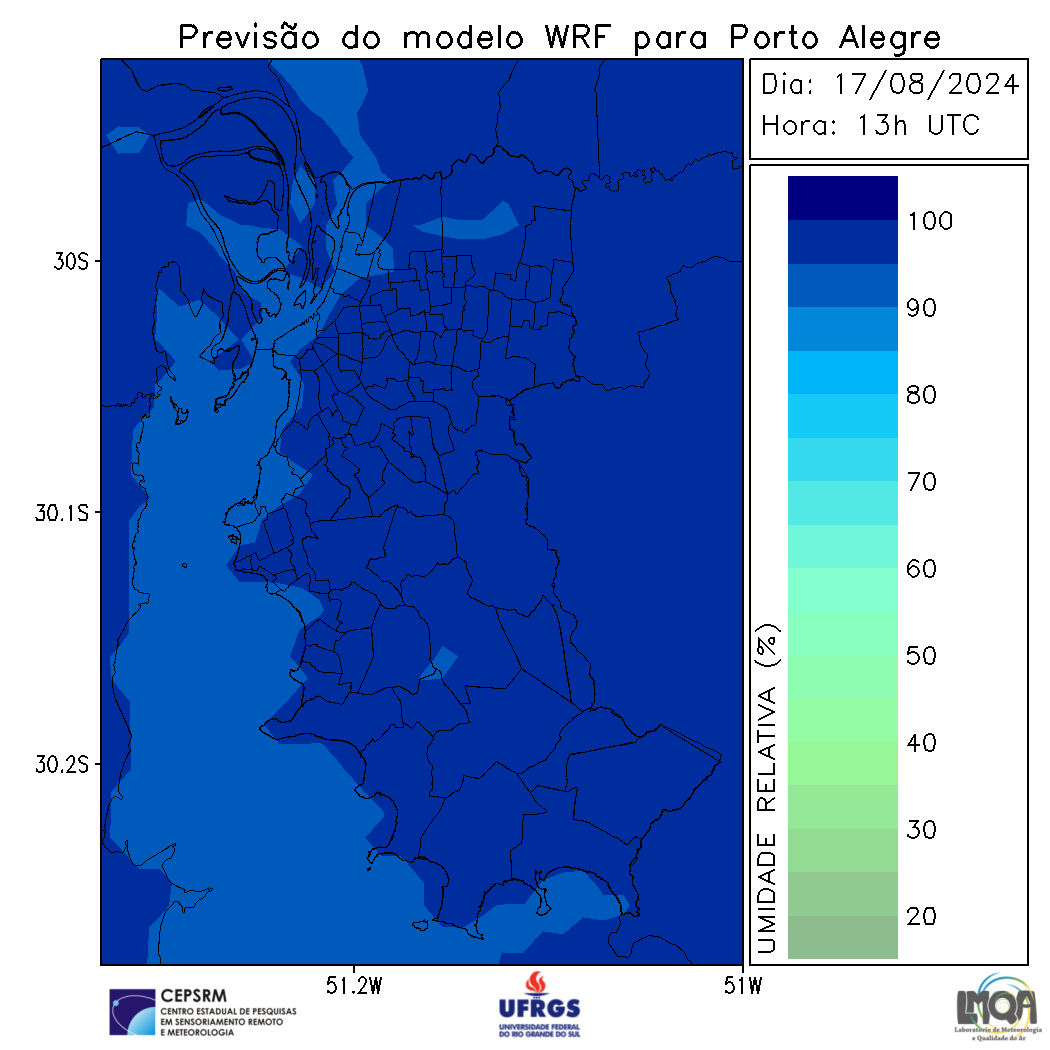 Previsão do modelo WRF para Porto Alegre
Dia: 17/08/2024
Hora: 13h UTC
100
90
80
70
60
50
40
30
20
UMIDADE RELATIVA (%)
30S
30.1S
30.2S
51.2W
51W
CEPSRM
CENTRO ESTADUAL DE PESQUISAS
EM SENSORIAMENTO REMOTO
E METEOROLOGIA
UFRGS
UNIVERSIDADE FEDERAL
DO RIO GRANDE DO SUL
LMQA
Laboratório de Meteorologia
e Qualidade do Ar